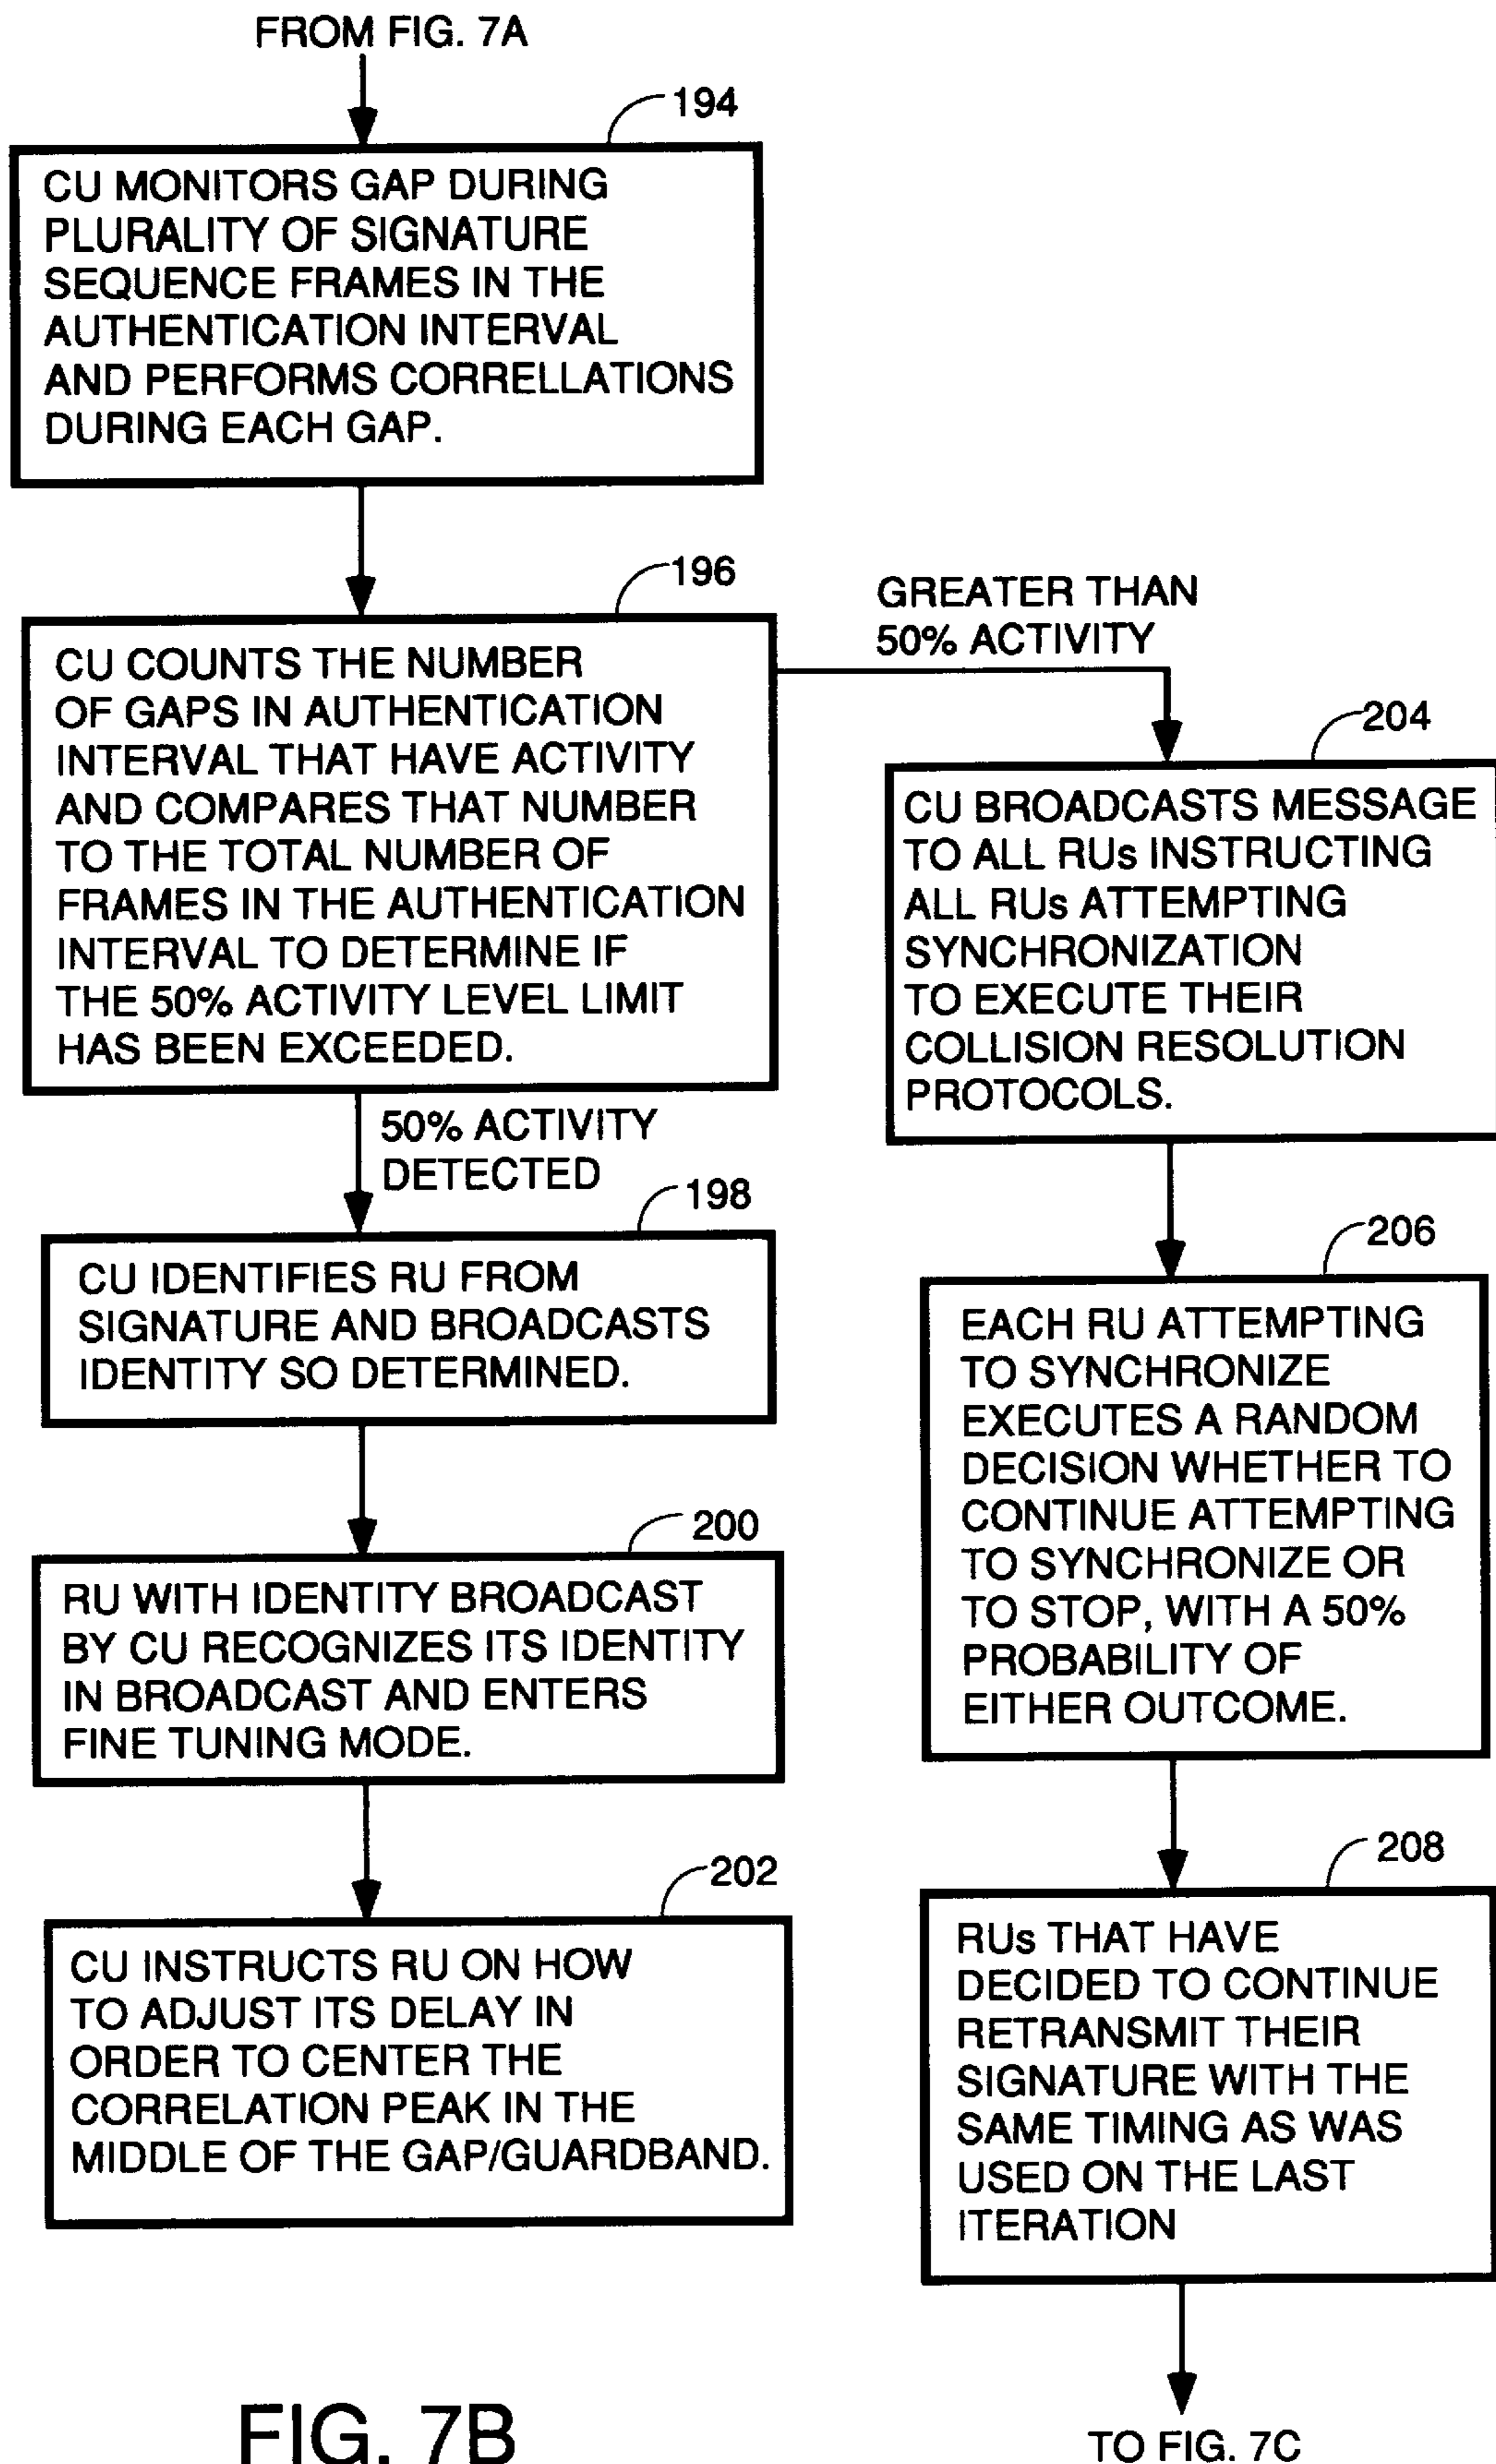 FROM FIG. 7A
194
CU MONITORS GAP DURING
PLURALITY OF SIGNATURE
SEQUENCE FRAMES IN THE
AUTHENTICATION INTERVAL
AND PERFORMS CORRELLATIONS
DURING EACH GAP.
196
CU COUNTS THE NUMBER
OF GAPS IN AUTHENTICATION
INTERVAL THAT HAVE ACTIVITY
AND COMPARES THAT NUMBER
TO THE TOTAL NUMBER OF
FRAMES IN THE AUTHENTICATION
INTERVAL TO DETERMINE IF
THE 50% ACTIVITY LEVEL LIMIT
HAS BEEN EXCEEDED.
50% ACTIVITY
DETECTED
198
CU IDENTIFIES RU FROM
SIGNATURE AND BROADCASTS
IDENTITY SO DETERMINED.
200
RU WITH IDENTITY BROADCAST
BY CU RECOGNIZES ITS IDENTITY
IN BROADCAST AND ENTERS
FINE TUNING MODE.
202
CU INSTRUCTS RU ON HOW
TO ADJUST ITS DELAY IN
ORDER TO CENTER THE
CORRELATION PEAK IN THE
MIDDLE OF THE GAP/GUARDBAND.
GREATER THAN
50% ACTIVITY
204
CU BROADCASTS MESSAGE
TO ALL RUs INSTRUCTING
ALL RUs ATTEMPTING
SYNCHRONIZATION
TO EXECUTE THEIR
COLLISION RESOLUTION
PROTOCOLS.
206
EACH RU ATTEMPTING
TO SYNCHRONIZE
EXECUTES A RANDOM
DECISION WHETHER TO
CONTINUE ATTEMPTING
TO SYNCHRONIZE OR
TO STOP, WITH A 50%
PROBABILITY OF
EITHER OUTCOME.
208
RUs THAT HAVE
DECIDED TO CONTINUE
RETRANSMIT THEIR
SIGNATURE WITH THE
SAME TIMING AS WAS
USED ON THE LAST
ITERATION
TO FIG. 7C
FIG. 7B